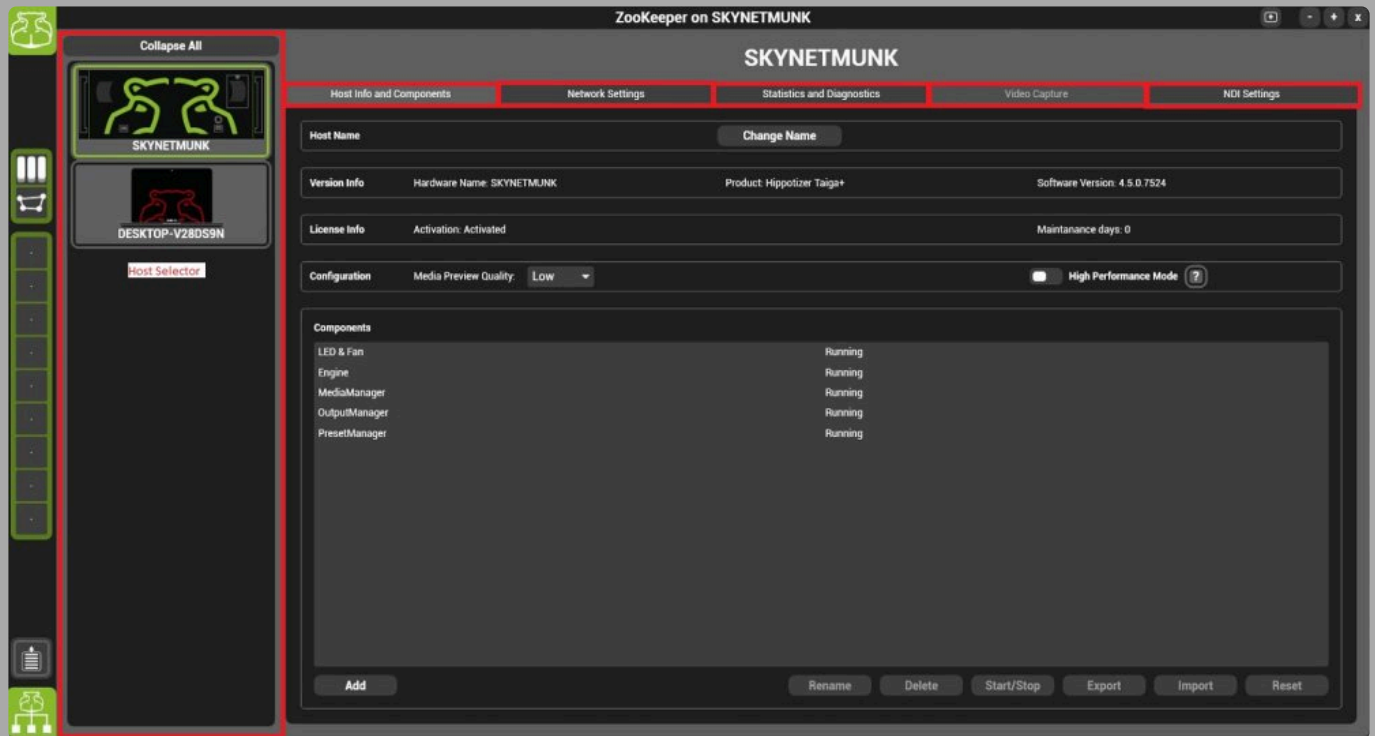 ZooKeeper on SKYNETMUNK
- + x
Collapse All
SKYNETMUNK
DESKTOP-V28DS9N
Host Selector
SKYNETMUNK
Host Info and Components Network Settings Statistics and Diagnostics Video Capture NDI Settings
Host Name Change Name
Version Info Hardware Name: SKYNETMUNK Product: Hippotizer Taiga+ Software Version: 4.5.0.7524
License Info Activation: Activated Maintanance days: 0
Configuration Media Preview Quality: Low High Performance Mode ?
Components
LED & Fan Running
Engine Running
MediaManager Running
OutputManager Running
PresetManager Running
Add Rename Delete Start/Stop Export Import Reset